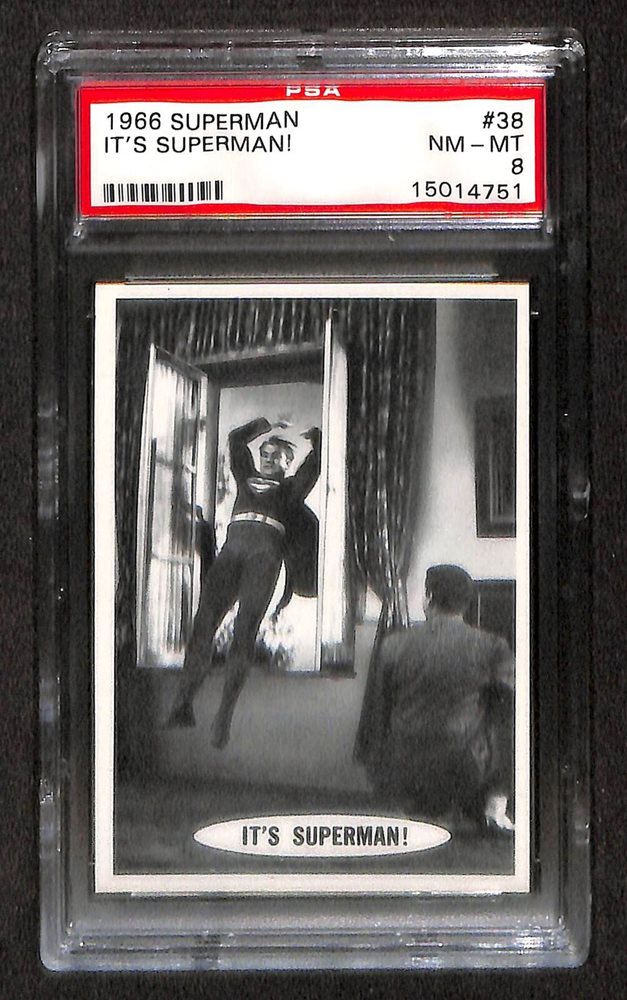 PSA
1966 SUPERMAN #38
IT'S SUPERMAN! NM - MT
8
15014751
IT'S SUPERMAN!